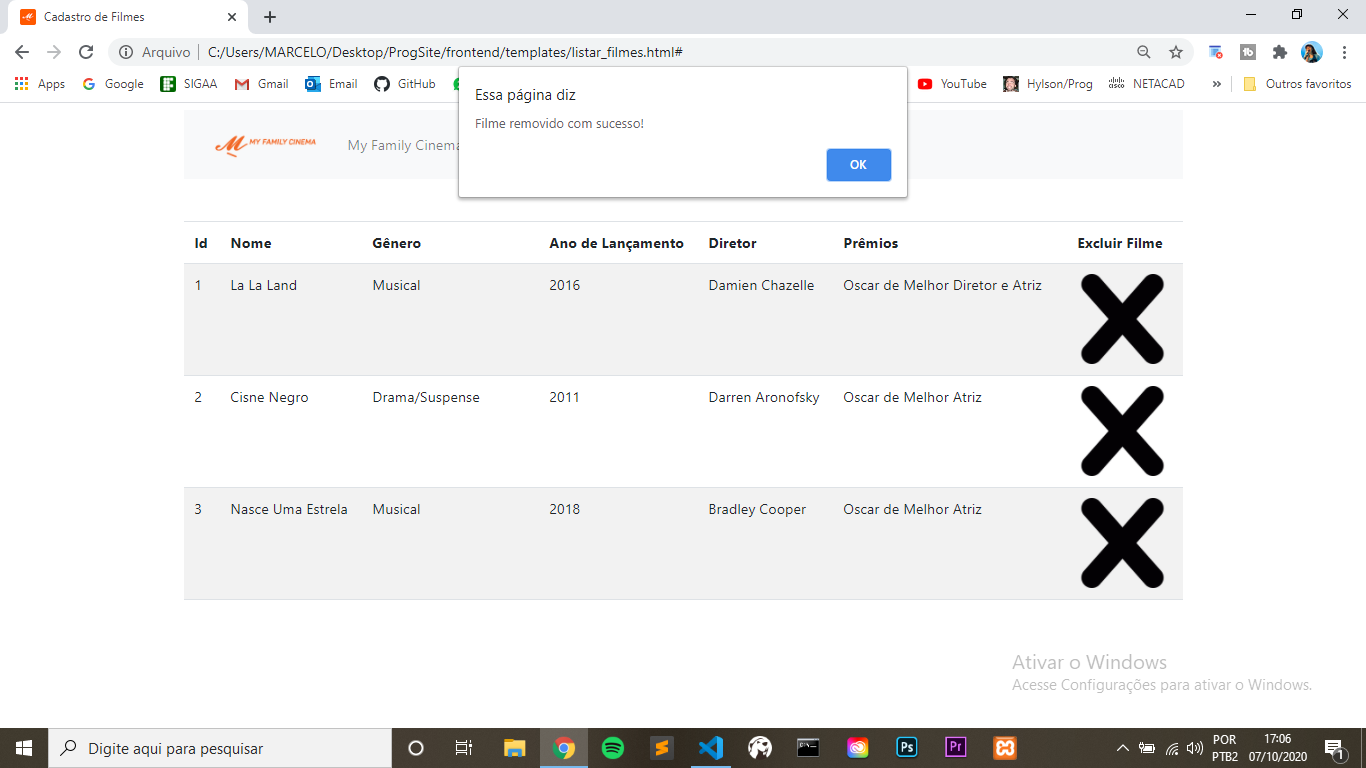 Cadastro de Filmes
Arquivo C:/Users/MARCELO/Desktop/ProgSite/frontend/templates/listar_filmes.html#
Apps Google SIGAA Gmail Email GitHub YouTube Hylson/Prog NETACAD » Outros favoritos
Essa página diz
Filme removido com sucesso!
OK
MY FAMILY CINEMA My Family Cinema
Id Nome Gênero Ano de Lançamento Diretor Prêmios Excluir Filme
1 La La Land Musical 2016 Damien Chazelle Oscar de Melhor Diretor e Atriz
2 Cisne Negro Drama/Suspense 2011 Darren Aronofsky Oscar de Melhor Atriz
3 Nasce Uma Estrela Musical 2018 Bradley Cooper Oscar de Melhor Atriz
Ativar o Windows
Acesse Configurações para ativar o Windows.
Digite aqui para pesquisar
Ps Pr
POR
PTB2
17:06
07/10/2020
1